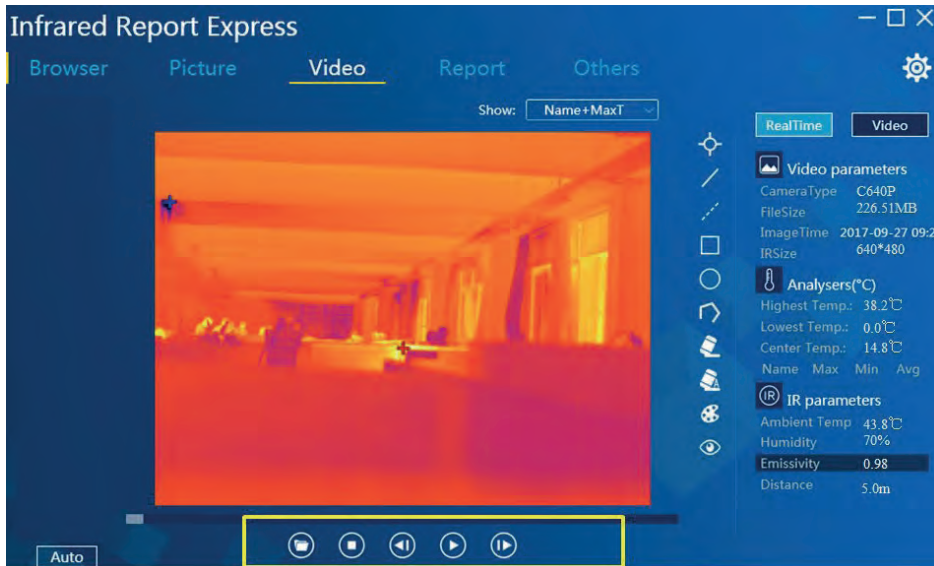 Infrared Report Express
Browser Picture Video Report Others
Show: Name+MaxT
RealTime Video
Video parameters
CameraType C640P
FileSize 226.51MB
ImageTime 2017-09-27 09:2
IRSize 640*480
Analysers(°C)
Highest Temp.: 38.2℃
Lowest Temp.: 0.0℃
Center Temp.: 14.8℃
Name Max Min Avg
IR IR parameters
Ambient Temp 43.8℃
Humidity 70%
Emissivity 0.98
Distance 5.0m
Auto